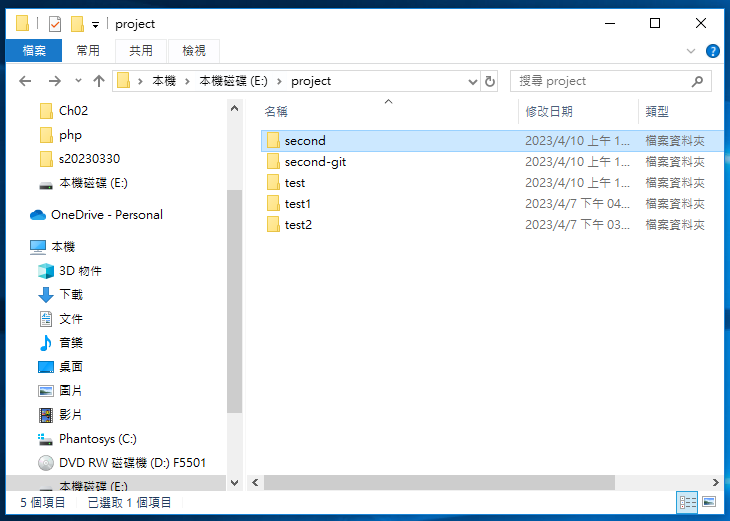 project
檔案 常用 共用 檢視
本機 本機磁碟 (E:) project
搜尋 project
Ch02
php
s20230330
本機磁碟 (E:)
OneDrive - Personal
本機
3D 物件
下載
文件
音樂
桌面
圖片
影片
Phantosys (C:)
DVD RW 磁碟機 (D:) F5501
本機磁碟 (E:)
名稱 修改日期 類型
second 2023/4/10 上午 1... 檔案資料夾
second-git 2023/4/10 上午 1... 檔案資料夾
test 2023/4/10 上午 1... 檔案資料夾
test1 2023/4/7 下午 04... 檔案資料夾
test2 2023/4/7 下午 03... 檔案資料夾
5 個項目 已選取 1 個項目